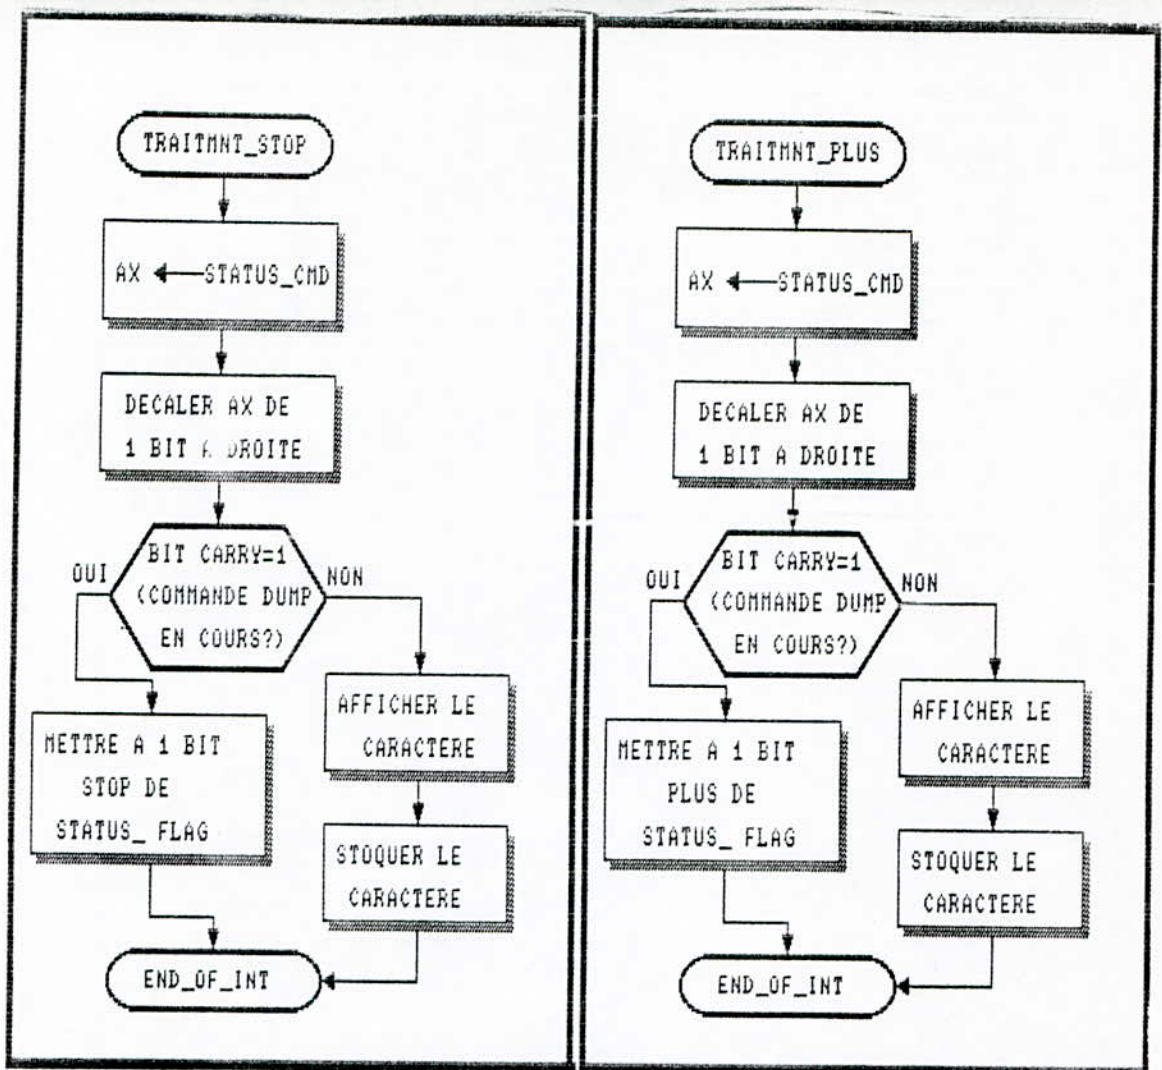 TRAITMNT_STOP
AX
STATUS_CMD
DECALER AX DE
1 BIT A DROITE
BIT CARRY=1
(COMMANDE DUMP
EN COURS?)
OUI
NON
METTRE A 1 BIT
STOP DE
STATUS_ FLAG
AFFICHER LE
CARACTERE
STOQUER LE
CARACTERE
END_OF_INT
TRAITMNT_PLUS
AX
STATUS_CMD
DECALER AX DE
1 BIT A DROITE
BIT CARRY=1
(COMMANDE DUMP
EN COURS?)
OUI
NON
METTRE A 1 BIT
PLUS DE
STATUS_ FLAG
AFFICHER LE
CARACTERE
STOQUER LE
CARACTERE
END_OF_INT